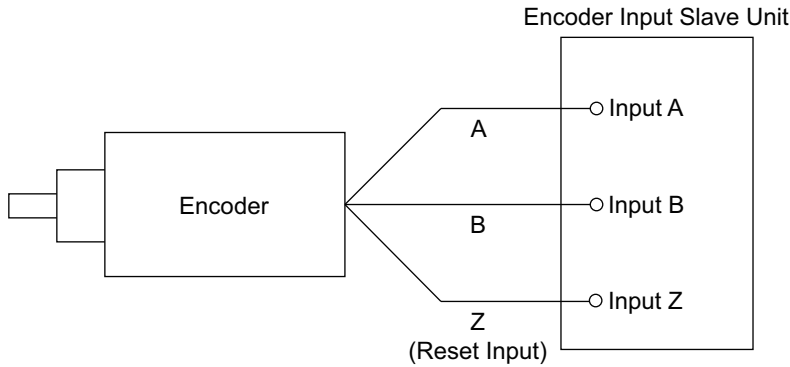 Encoder Input Slave Unit
Input A
A
Encoder
Input B
B
Input Z
Z
(Reset Input)